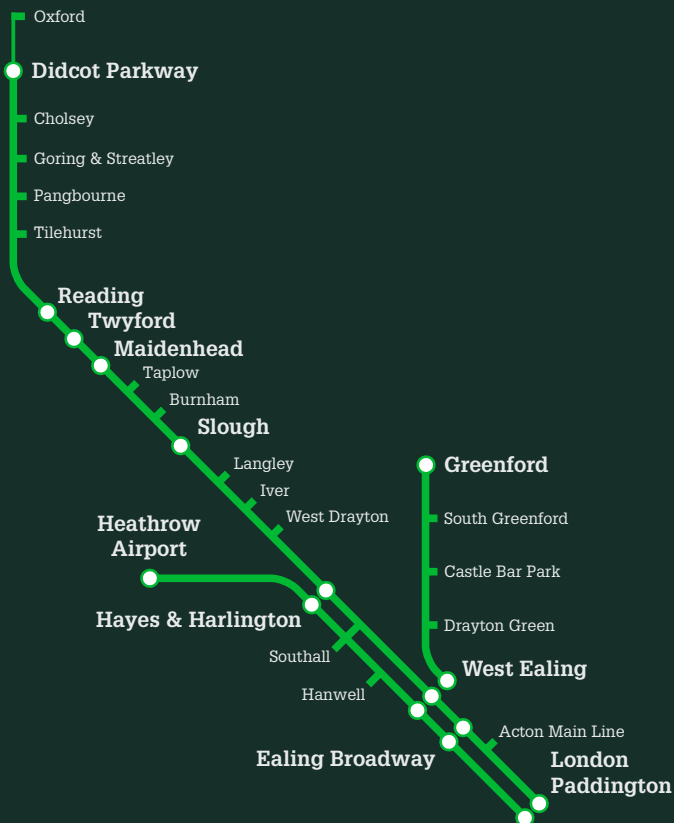 Oxford
Didcot Parkway
Cholsey
Goring & Streatley
Pangbourne
Tilehurst
Reading
Twyford
Maidenhead
Taplow
Burnham
Slough
Langley
Iver
West Drayton
Heathrow
Airport
Hayes & Harlington
Southall
Hanwell
Greenford
South Greenford
Castle Bar Park
Drayton Green
West Ealing
Ealing Broadway
Acton Main Line
London
Paddington